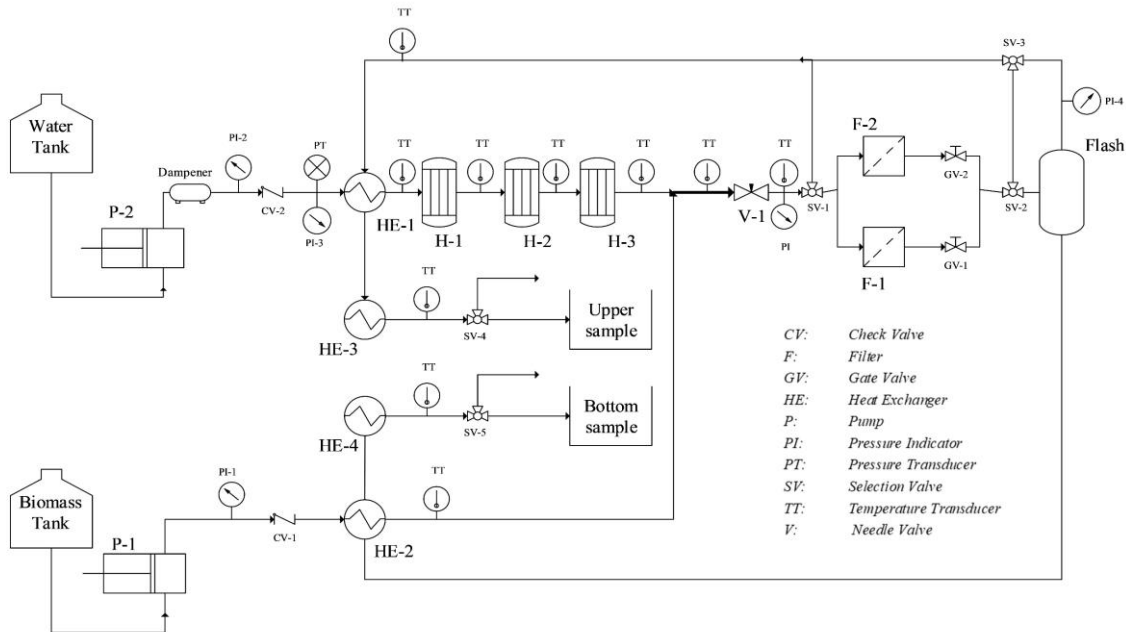 TT
SV-3
PI-4
Water
Tank
PI-2
PT
TT
TT
TT
TT
TT
TT
F-2
Flash
Dampener
P-2
CV-2
PI-3
HE-1
H-1
H-2
H-3
V-1
PI
SV-1
GV-2
SV-2
F-1
GV-1
TT
HE-3
SV-4
Upper
sample
TT
HE-4
SV-5
Bottom
sample
CV: Check Valve
F: Filter
GV: Gate Valve
HE: Heat Exchanger
P: Pump
PI: Pressure Indicator
PT: Pressure Transducer
SV: Selection Valve
TT: Temperature Transducer
V: Needle Valve
Biomass
Tank
PI-1
TT
P-1
CV-1
HE-2